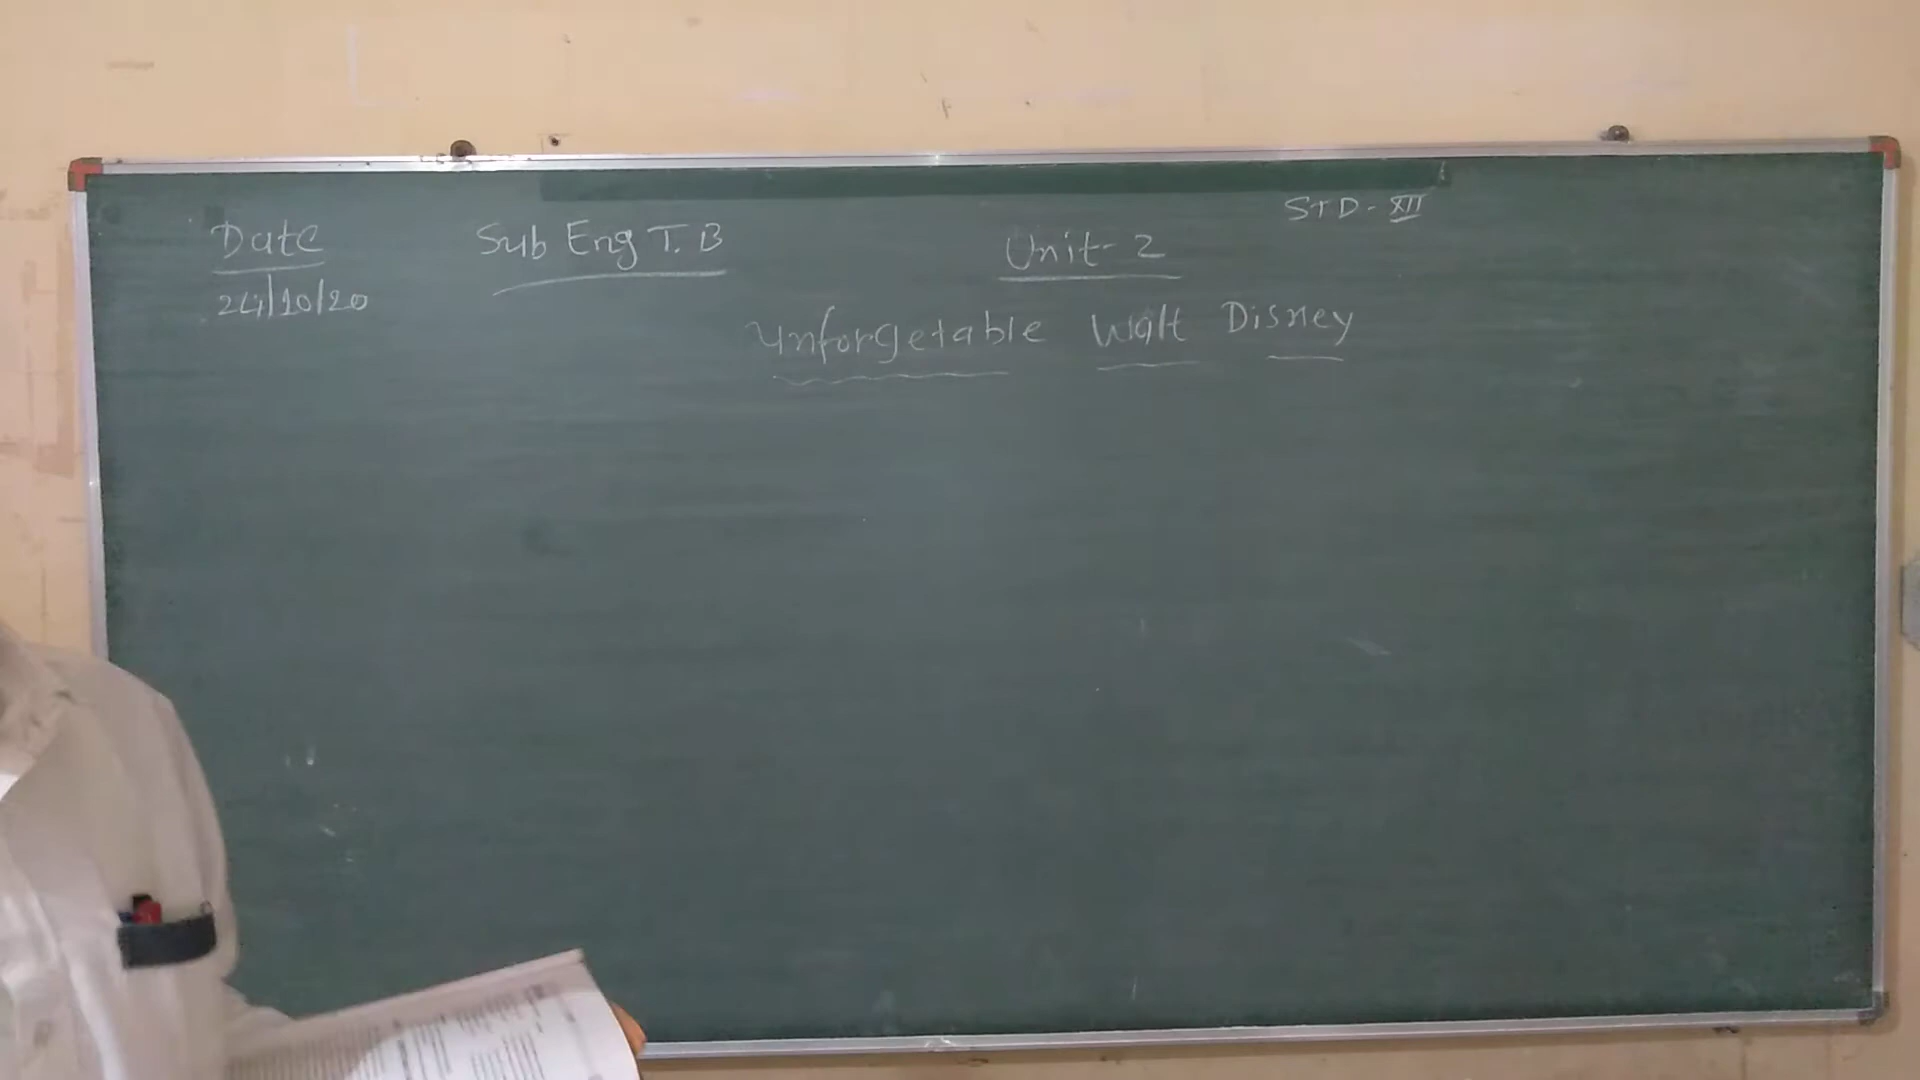 STD-XII
Date Sub Eng T.B Unit-2
24/10/20
Unforgetable Walt Disney